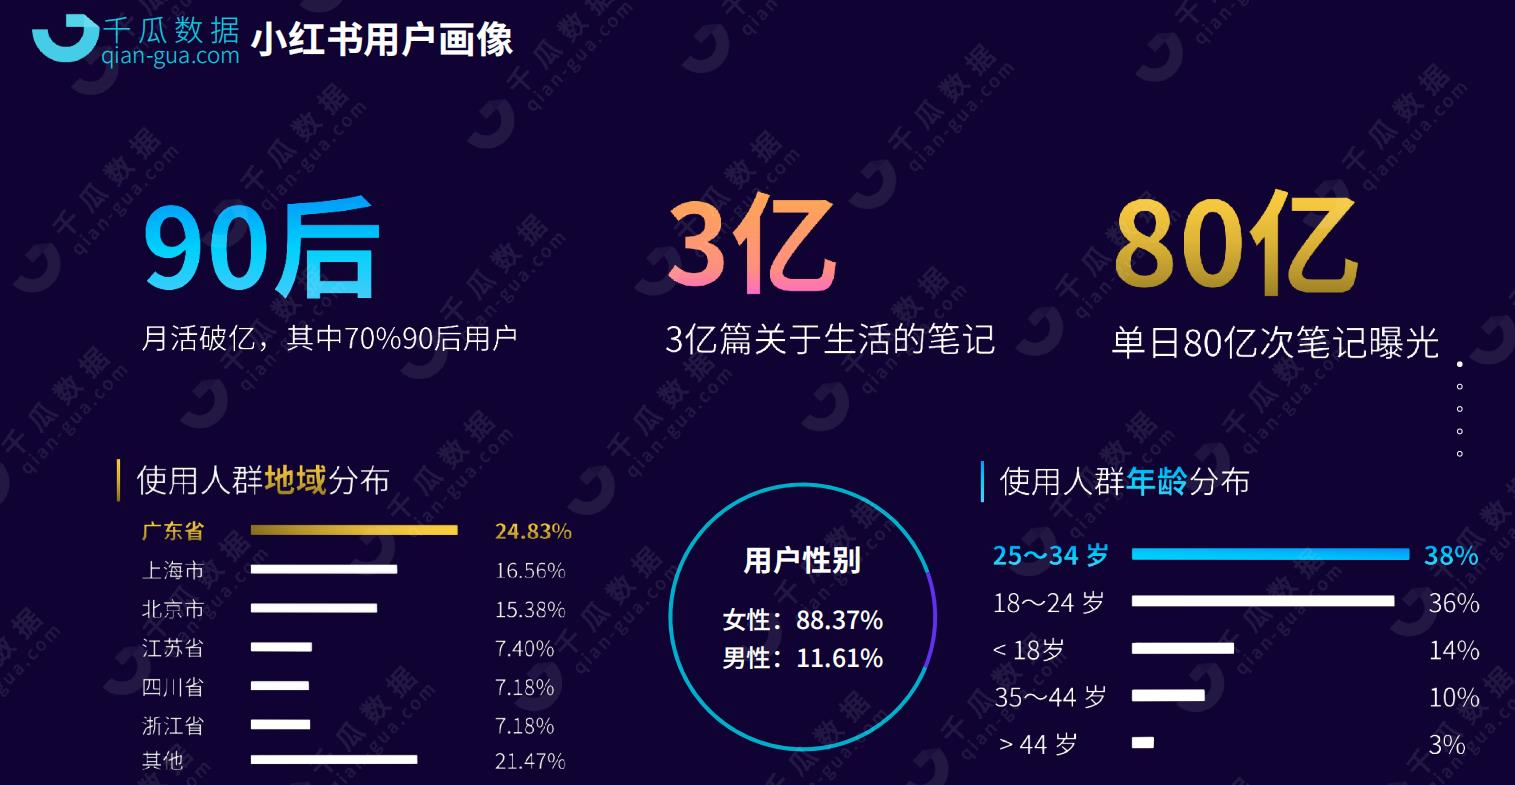 千瓜数据
qian-gua.com
小红书用户画像
90后
月活破亿，其中70%90后用户
3亿
3亿篇关于生活的笔记
80亿
单日80亿次笔记曝光
使用人群地域分布
广东省 24.83%
上海市 16.56%
北京市 15.38%
江苏省 7.40%
四川省 7.18%
浙江省 7.18%
其他 21.47%
用户性别
女性：88.37%
男性：11.61%
使用人群年龄分布
25～34 岁 38%
18～24 岁 36%
< 18岁 14%
35～44 岁 10%
> 44 岁 3%